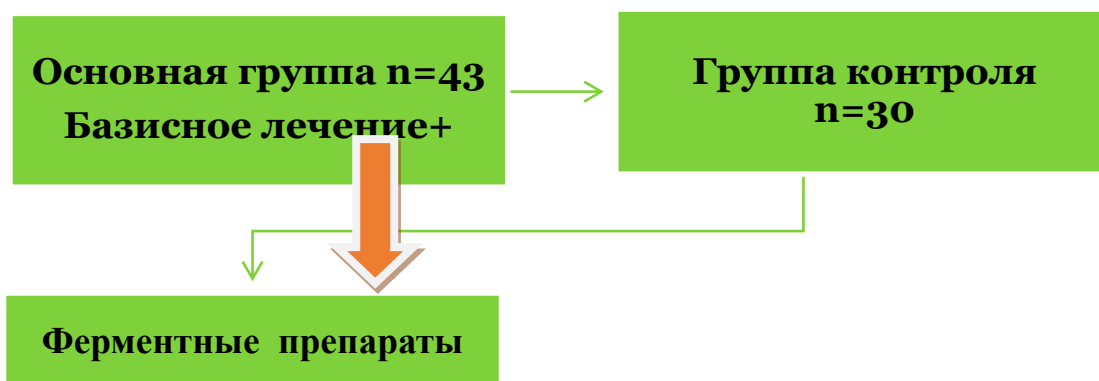 Основная группа n=43
Базисное лечение+
Группа контроля
n=30
Ферментные препараты